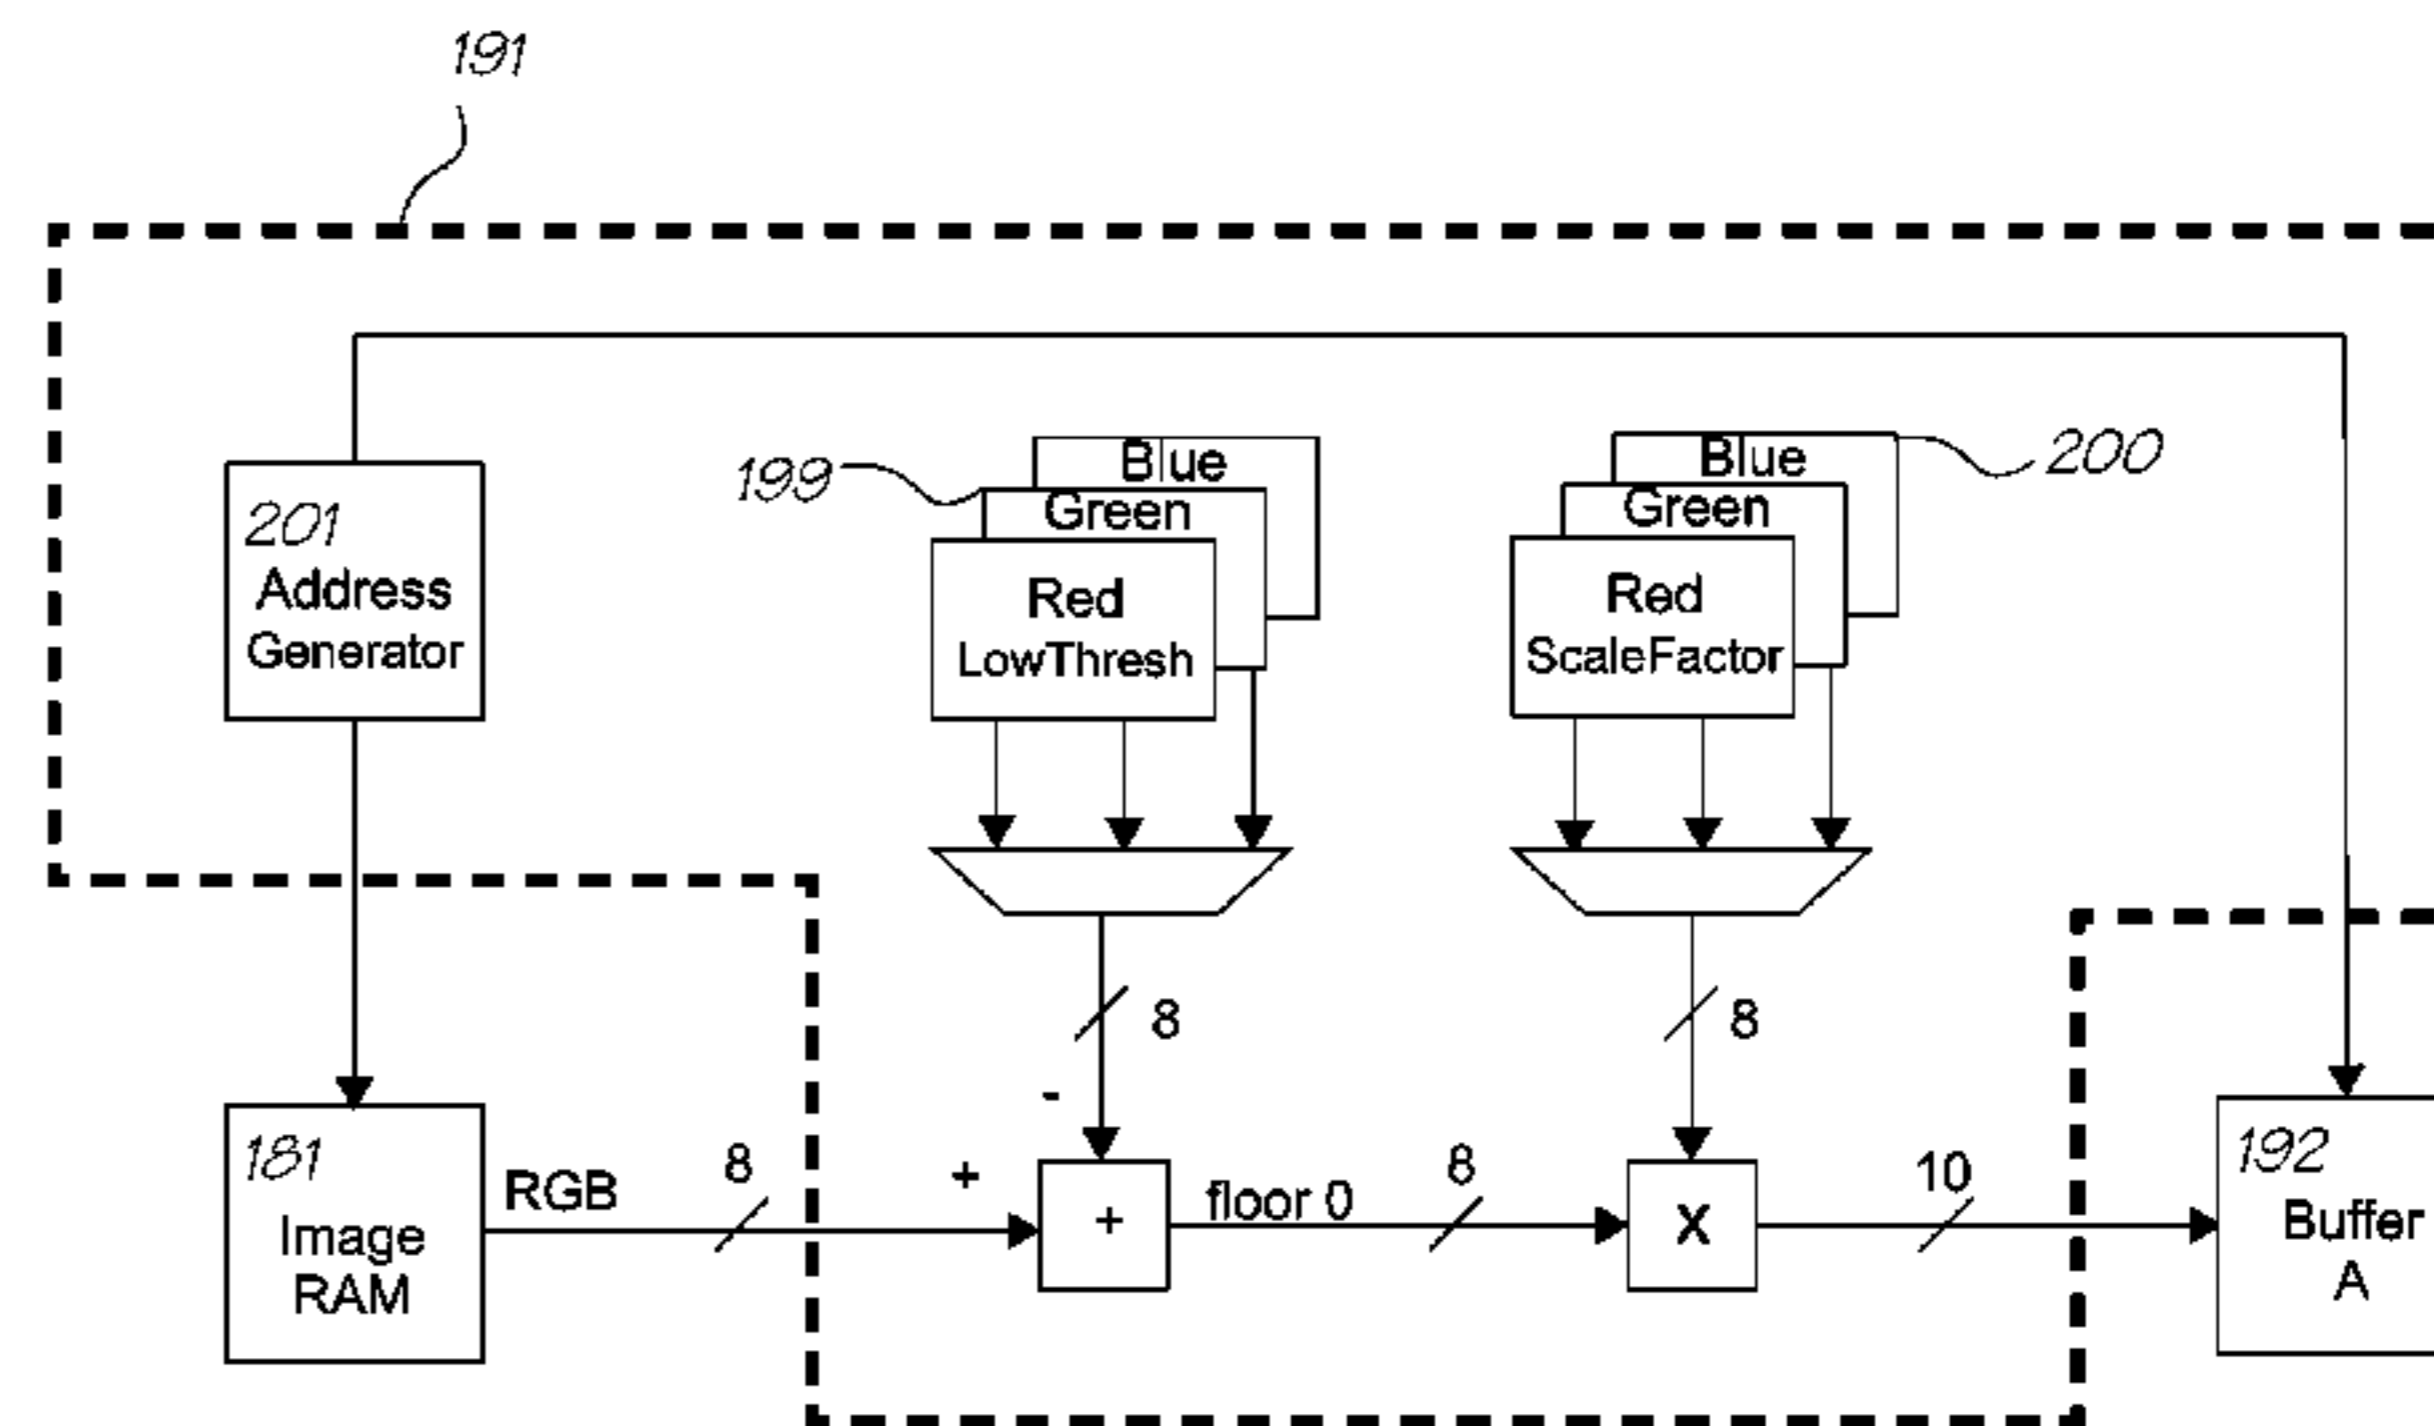 191
Blue
Green
Red
LowThresh
199
Blue
Green
Red
ScaleFactor
200
201
Address
Generator
8
8
-
181
Image
RAM
RGB
8
+
+
floor 0
8
X
10
192
Buffer
A